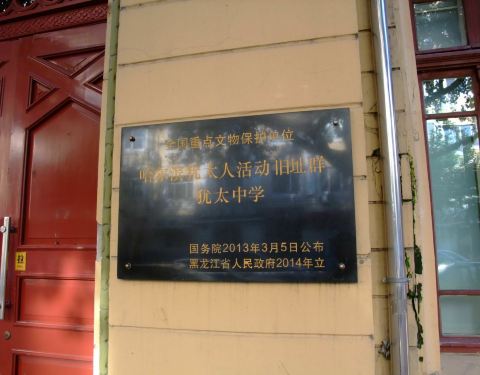 全国重点文物保护单位
哈尔滨犹太人活动旧址群
犹太中学
国务院2013年3月5日公布
黑龙江省人民政府2014年立